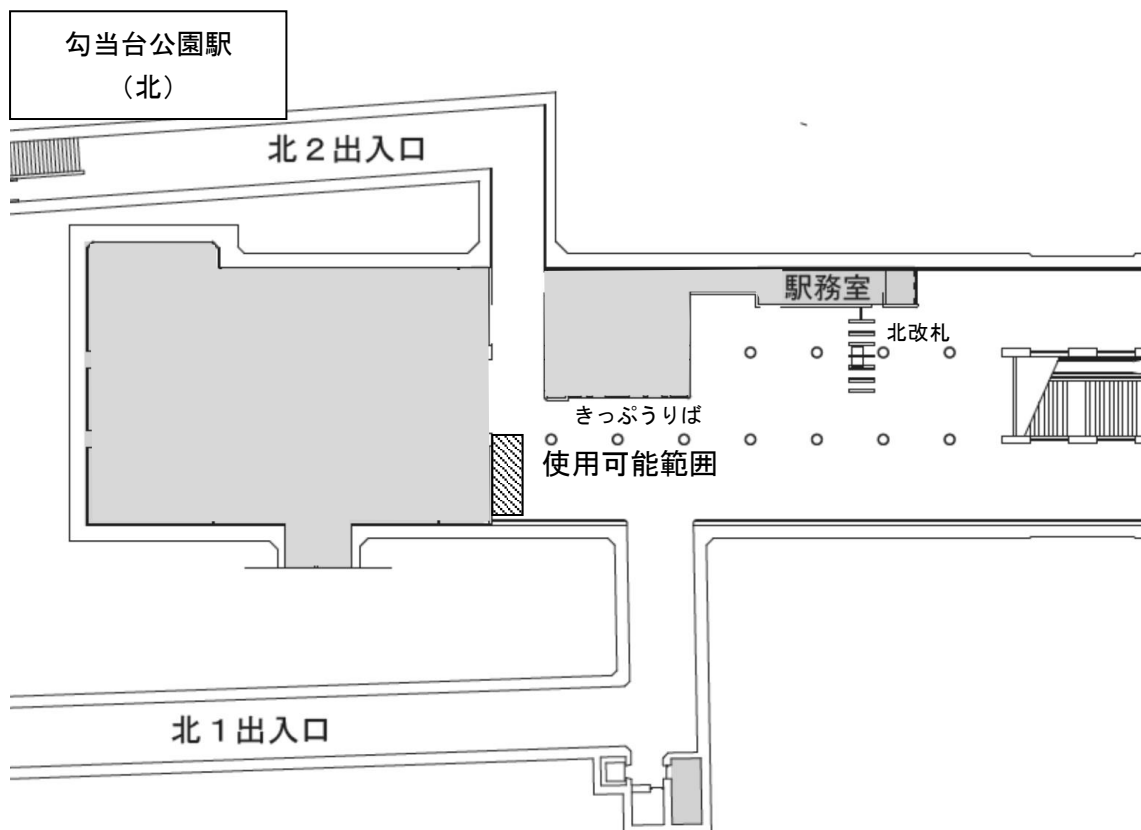 勾当台公園駅
（北）
北２出入口
駅務室
北改札
きっぷうりば
使用可能範囲
北１出入口